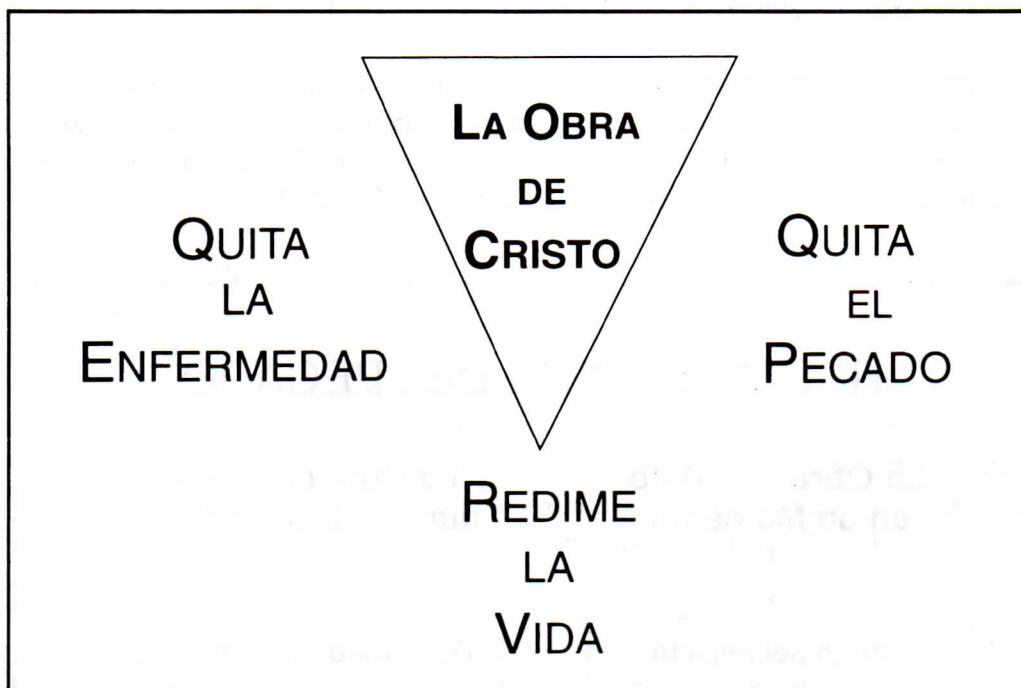 LA OBRA
DE
CRISTO
QUITA
LA
ENFERMEDAD
QUITA
EL
PECADO
REDIME
LA
VIDA